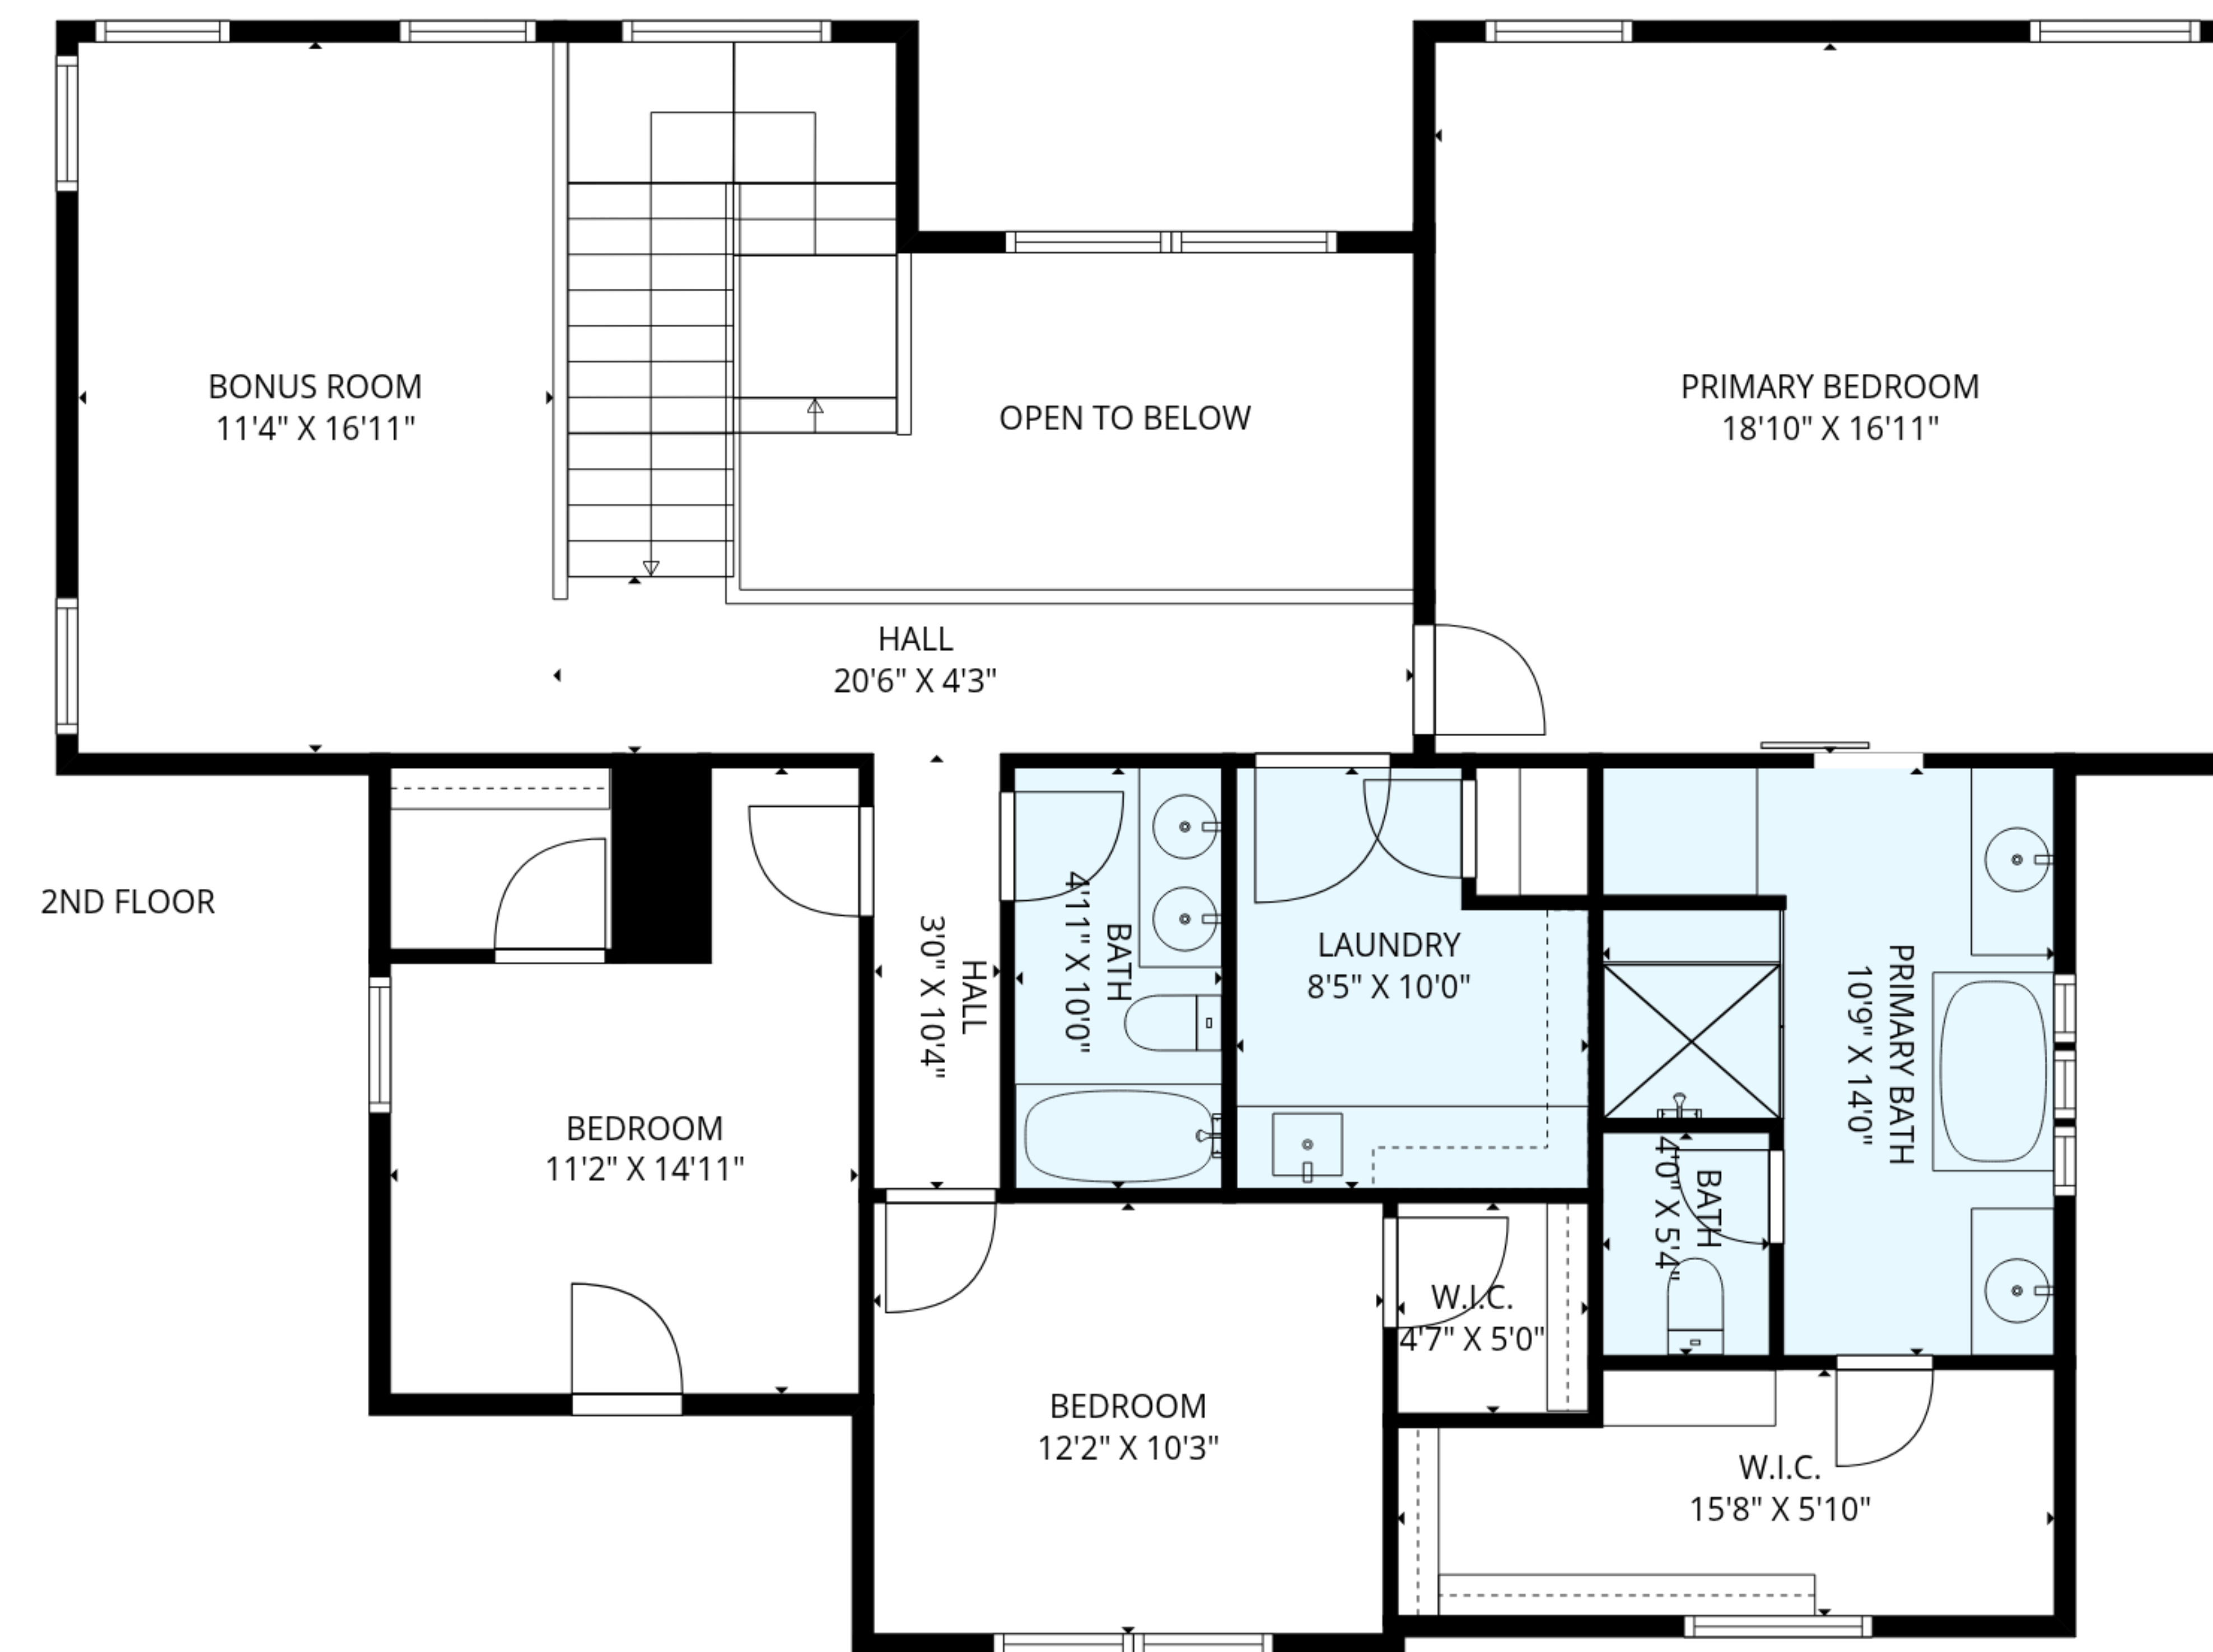 BONUS ROOM
11'4" X 16'11"
OPEN TO BELOW
PRIMARY BEDROOM
18'10" X 16'11"
HALL
20'6" X 4'3"
2ND FLOOR
BEDROOM
11'2" X 14'11"
HALL
3'0" X 10'4"
BATH
4'11" X 10'0"
LAUNDRY
8'5" X 10'0"
PRIMARY BATH
10'9" X 14'0"
BATH
4'0" X 5'4"
W.I.C.
4'7" X 5'0"
BEDROOM
12'2" X 10'3"
W.I.C.
15'8" X 5'10"